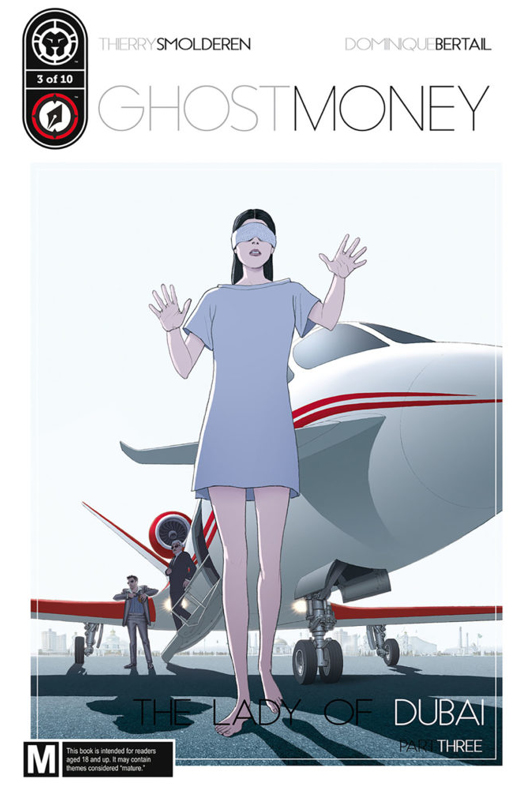 THIERRYSMOLDEREN DOMINIQUEBERTAIL
3 of 10
GHOSTMONEY
THE LADY OF DUBAI
PART THREE
M
This book is intended for readers
aged 18 and up. It may contain
themes considered "mature."